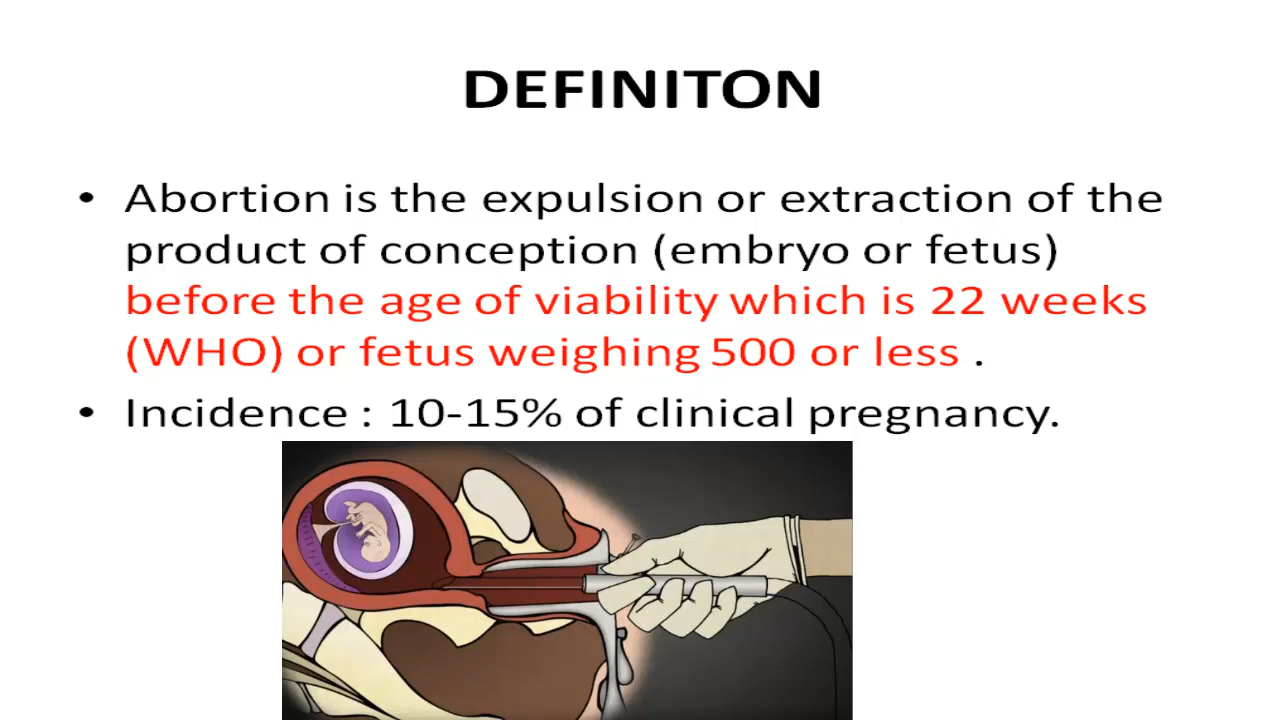 DEFINITON
• Abortion is the expulsion or extraction of the
product of conception (embryo or fetus)
before the age of viability which is 22 weeks
(WHO) or fetus weighing 500 or less .
• Incidence : 10-15% of clinical pregnancy.